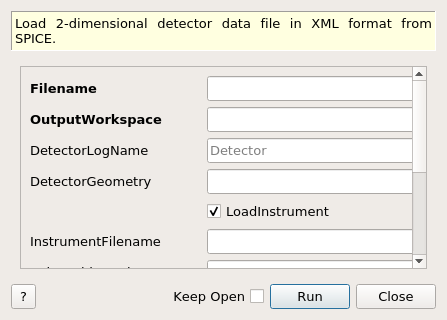 Load 2-dimensional detector data file in XML format from
SPICE.
Filename
OutputWorkspace
DetectorLogName Detector
DetectorGeometry
LoadInstrument
InstrumentFilename
? Keep Open Run Close